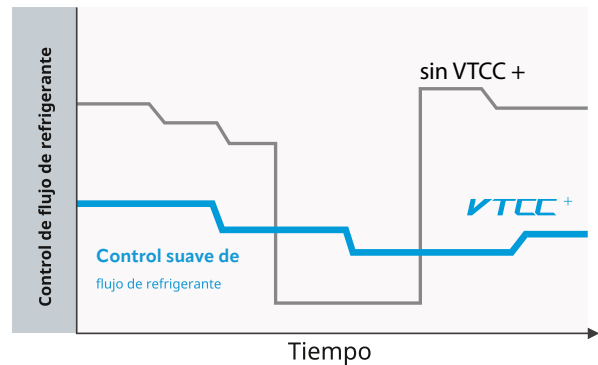 Control de flujo de refrigerante
sin VTCC +
VTCC +
Control suave de
flujo de refrigerante
Tiempo